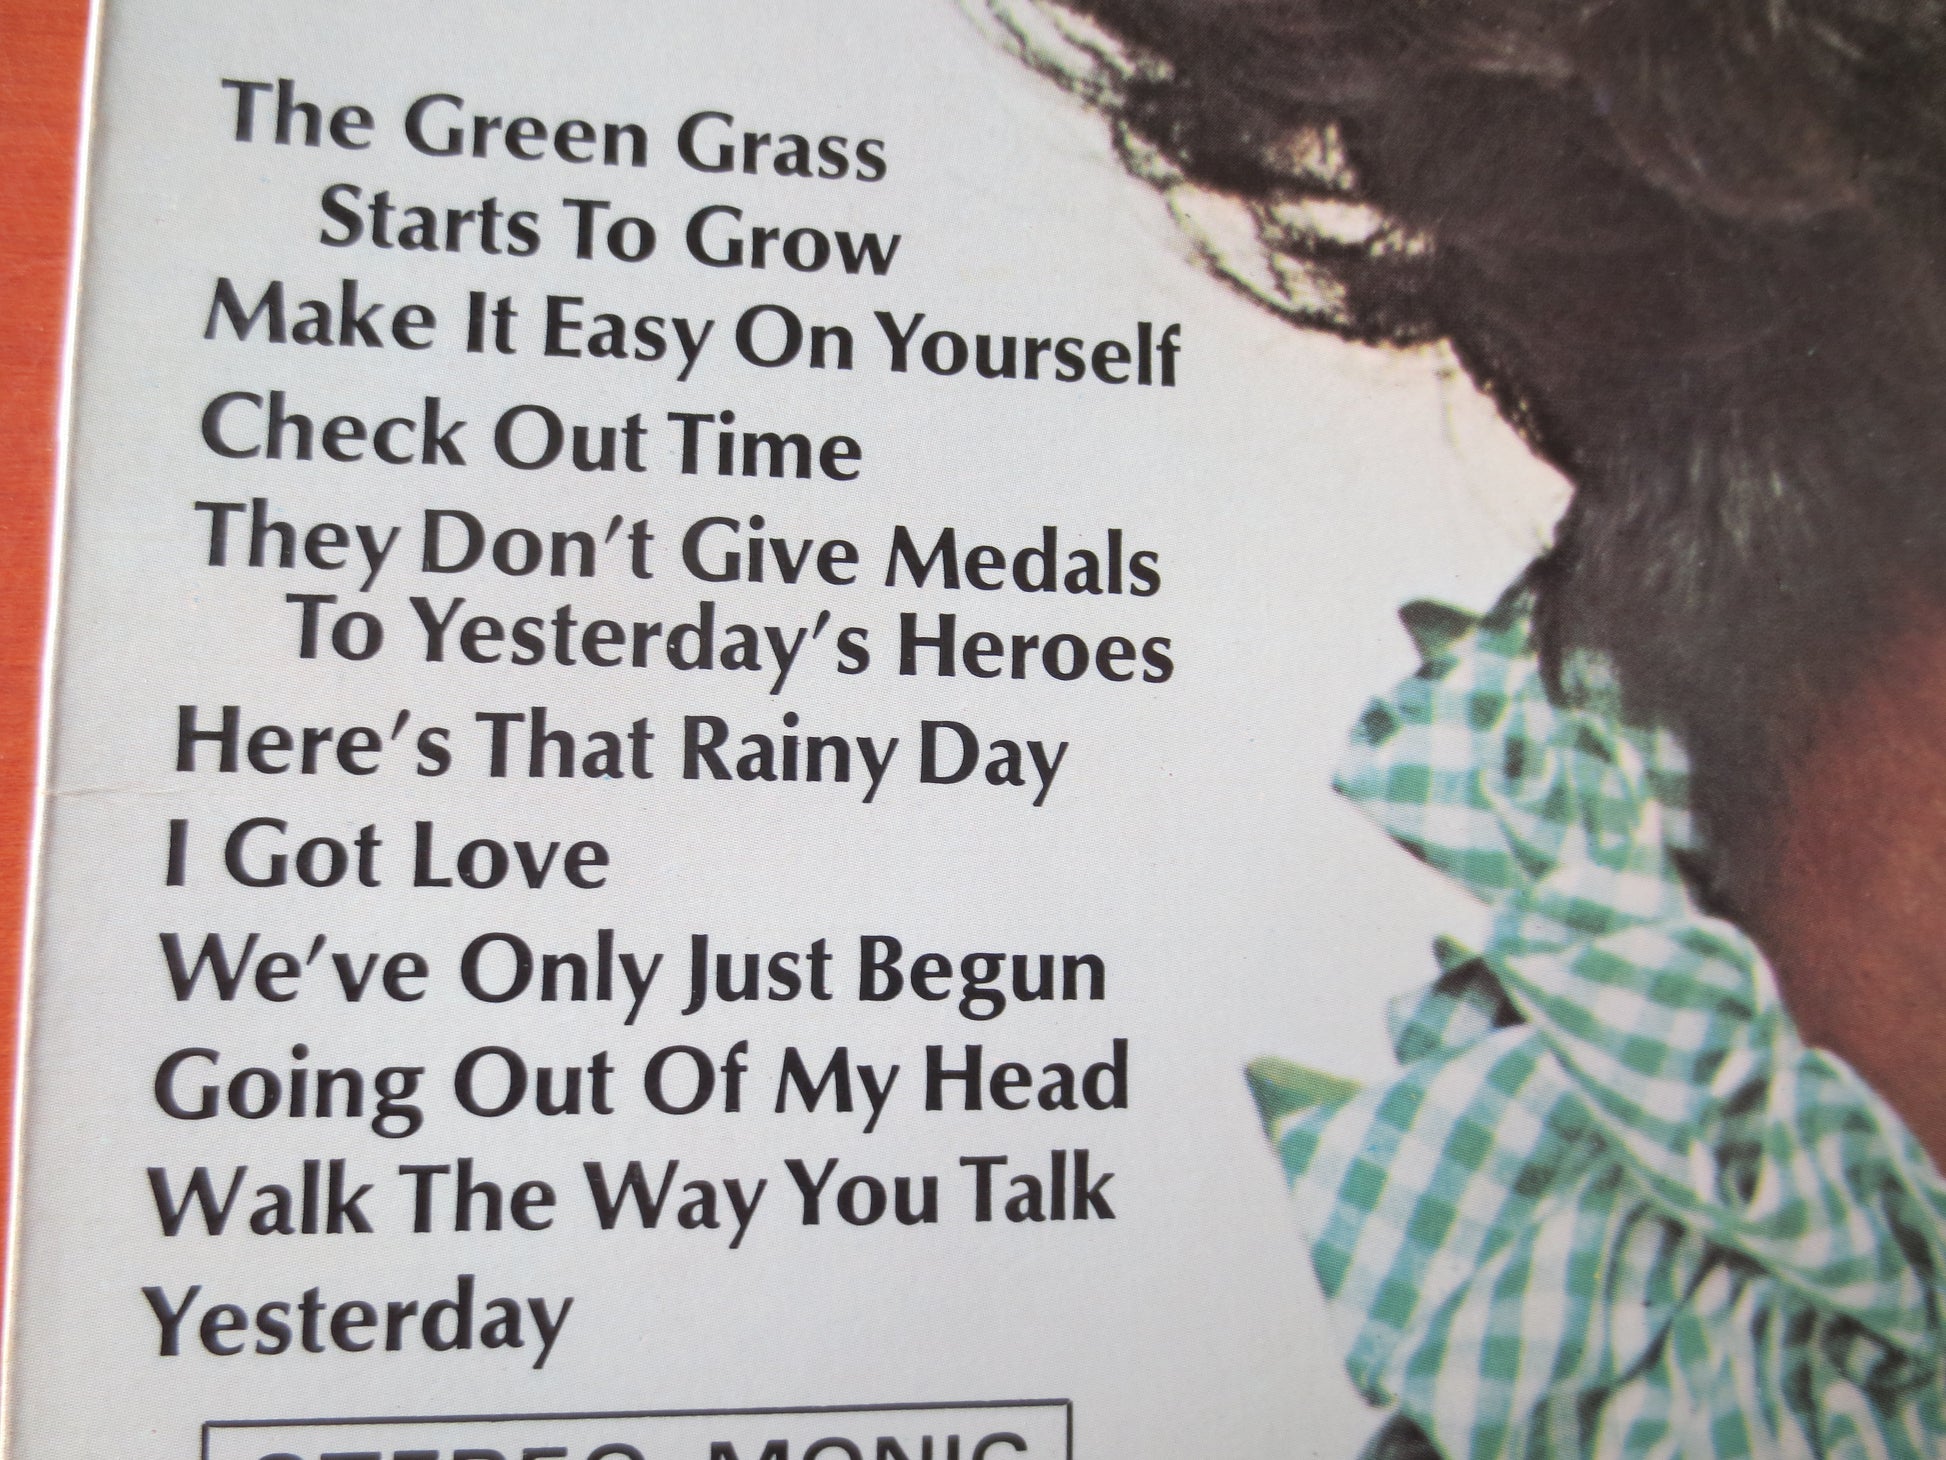 The Green Grass
Starts To Grow
Make It Easy On Yourself
Check Out Time
They Don't Give Medals
To Yesterday's Heroes
Here's That Rainy Day
I Got Love
We've Only Just Begun
Going Out Of My Head
Walk The Way You Talk
Yesterday